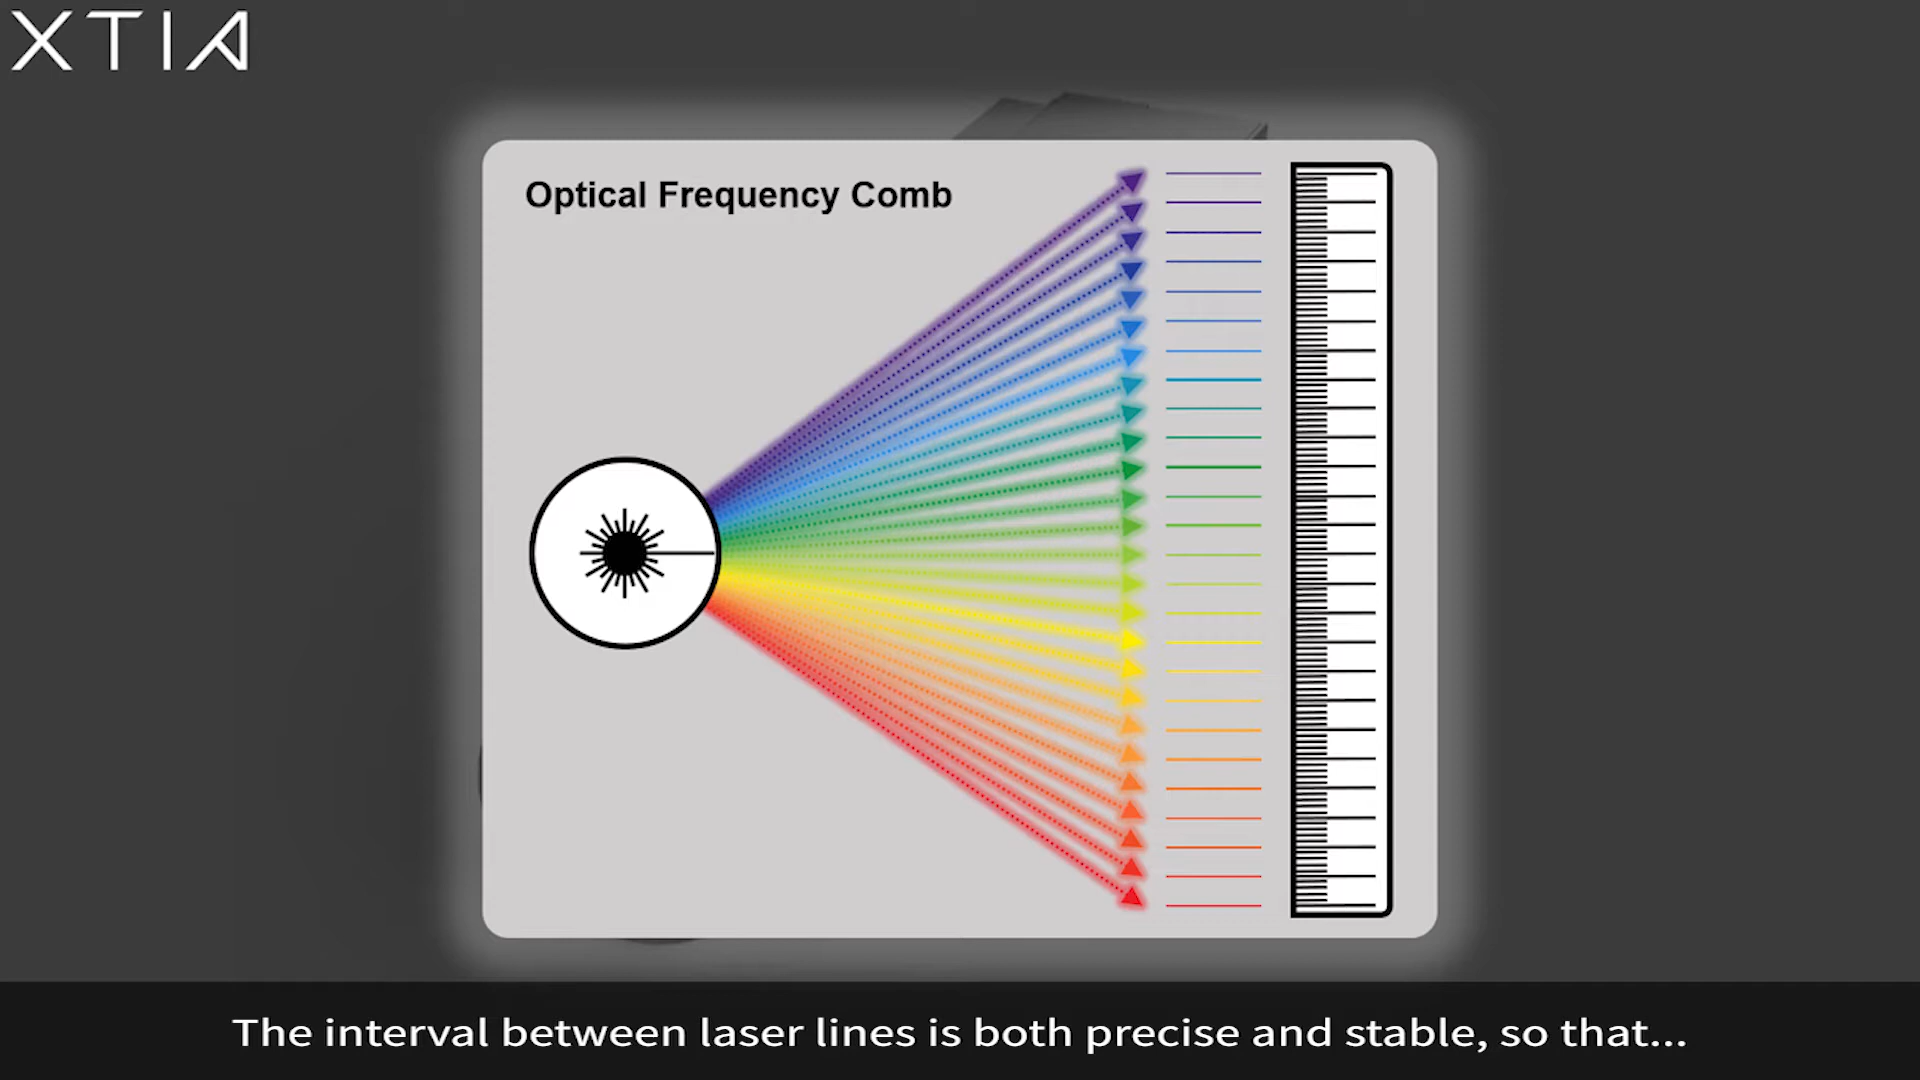 XTIA
Optical Frequency Comb
The interval between laser lines is both precise and stable, so that...